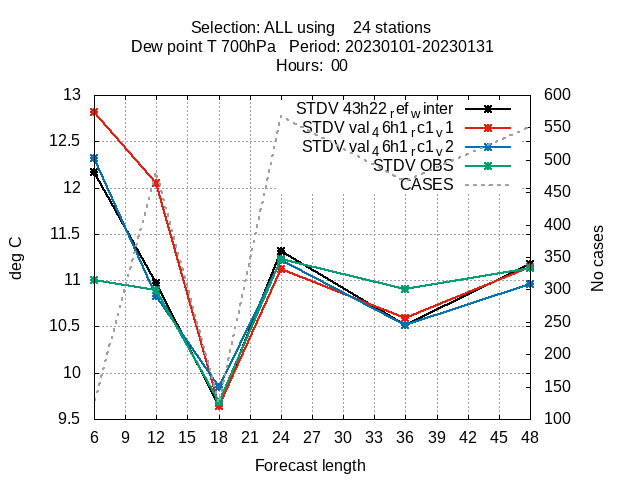 Selection: ALL using    24 stations
Dew point T 700hPa   Period: 20230101-20230131
Hours:  00
STDV 43h22refwinter
STDV val46h1rc1v1
STDV val46h1rc1v2
STDV OBS
CASES
13
12.5
12
11.5
11
10.5
10
9.5
600
550
500
450
400
350
300
250
200
150
100
deg C
No cases
6 9 12 15 18 21 24 27 30 33 36 39 42 45 48
Forecast length